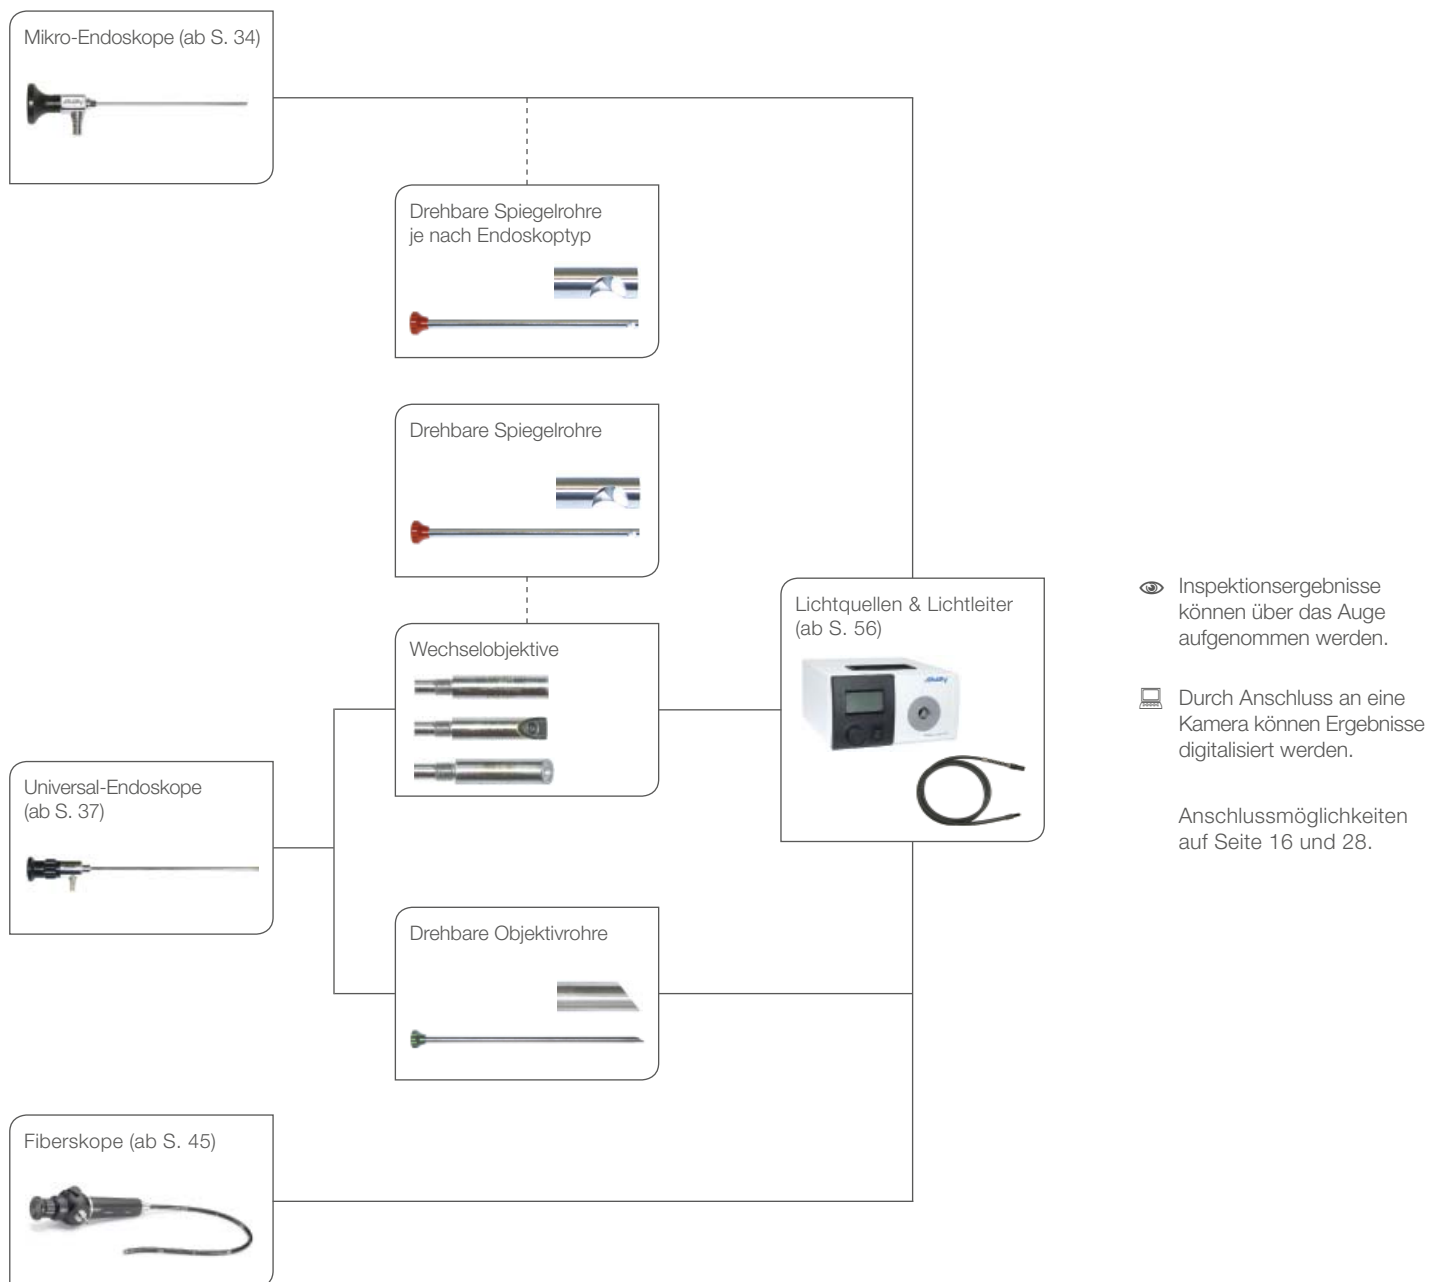 Mikro-Endoskope (ab S. 34)
Drehbare Spiegelrohre
je nach Endoskoptyp
Drehbare Spiegelrohre
Wechselobjektive
Universal-Endoskope
(ab S. 37)
Drehbare Objektivrohre
Fiberskope (ab S. 45)
Lichtquellen & Lichtleiter
(ab S. 56)
Inspektionsergebnisse
können über das Auge
aufgenommen werden.
Durch Anschluss an eine
Kamera können Ergebnisse
digitalisiert werden.
Anschlussmöglichkeiten
auf Seite 16 und 28.